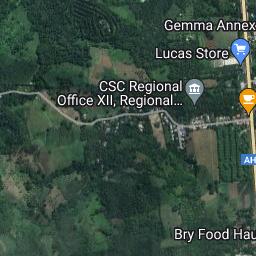 Gemma Annex
Lucas Store
CSC Regional
Office XII, Regional...
AH
Bry Food Hau